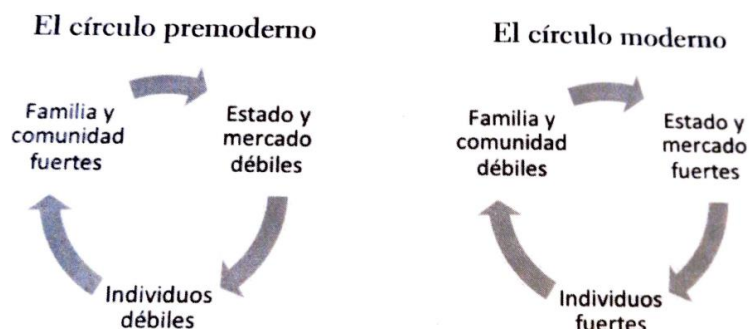 El círculo premoderno
Familia y
comunidad
fuertes
Estado y
mercado
débiles
Individuos
débiles
El círculo moderno
Familia y
comunidad
débiles
Estado y
mercado
fuertes
Individuos
fuertes